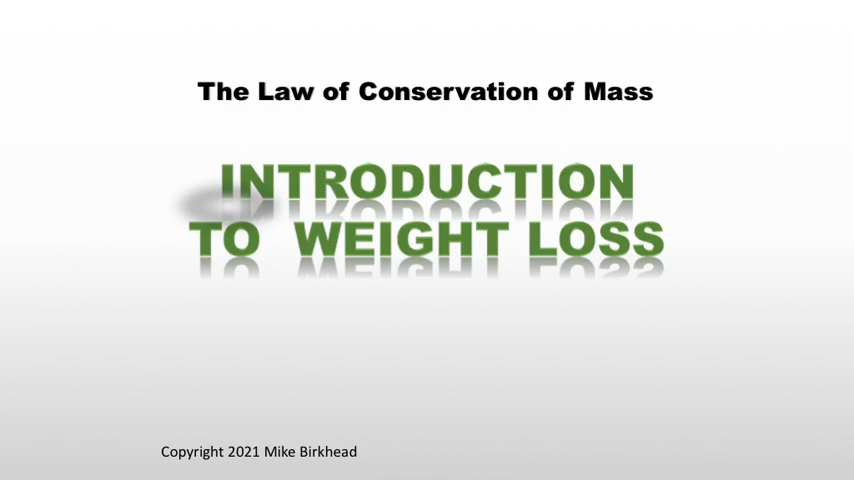 The Law of Conservation of Mass
INTRODUCTION
TO WEIGHT LOSS
Copyright 2021 Mike Birkhead